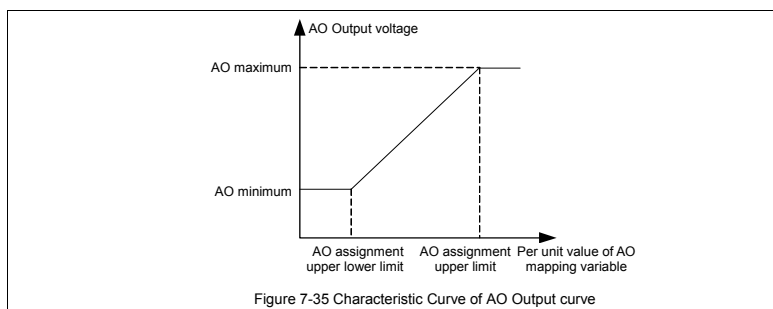 AO Output voltage
AO maximum
AO minimum
AO assignment
upper lower limit
AO assignment
upper limit
Per unit value of AO
mapping variable
Figure 7-35 Characteristic Curve of AO Output curve